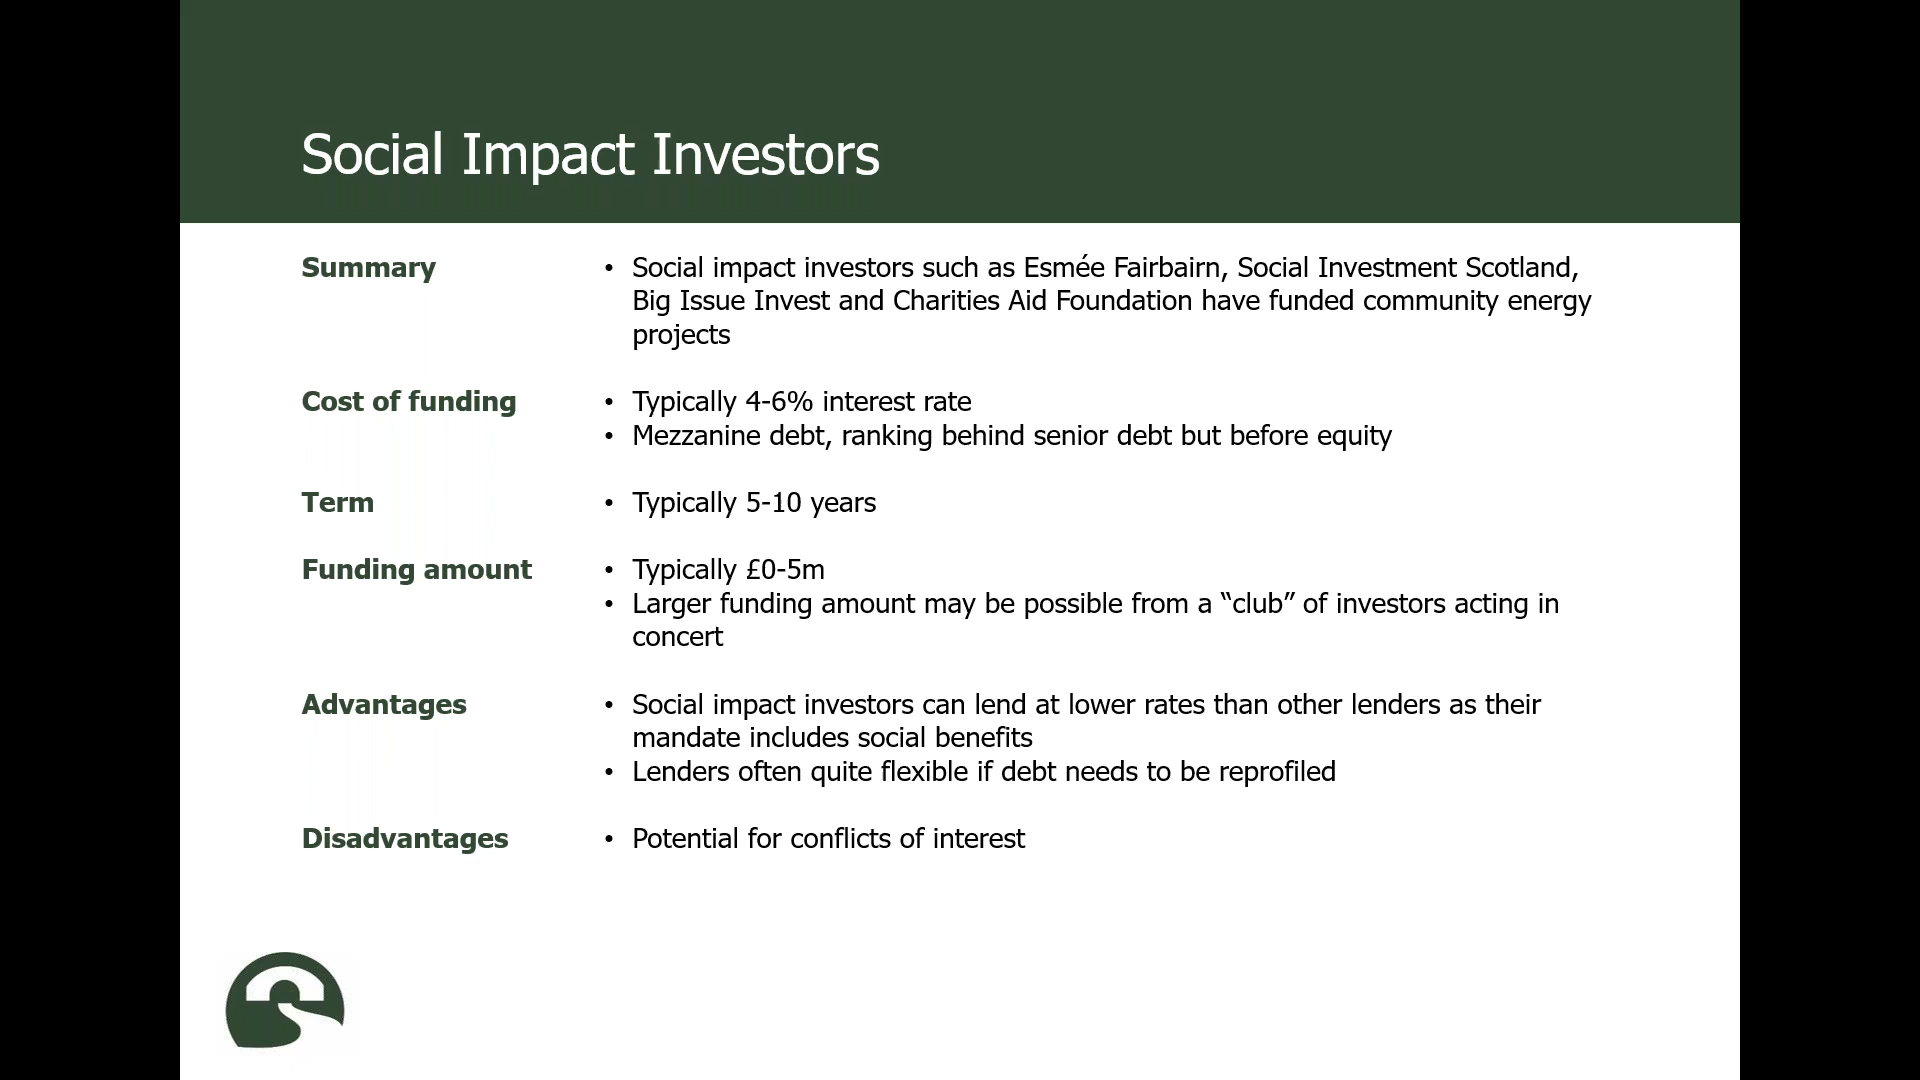 Social Impact Investors
Summary
• Social impact investors such as Esmée Fairbairn, Social Investment Scotland,
Big Issue Invest and Charities Aid Foundation have funded community energy
projects
Cost of funding
• Typically 4-6% interest rate
• Mezzanine debt, ranking behind senior debt but before equity
Term
• Typically 5-10 years
Funding amount
• Typically £0-5m
• Larger funding amount may be possible from a “club” of investors acting in
concert
Advantages
• Social impact investors can lend at lower rates than other lenders as their
mandate includes social benefits
• Lenders often quite flexible if debt needs to be reprofiled
Disadvantages
• Potential for conflicts of interest